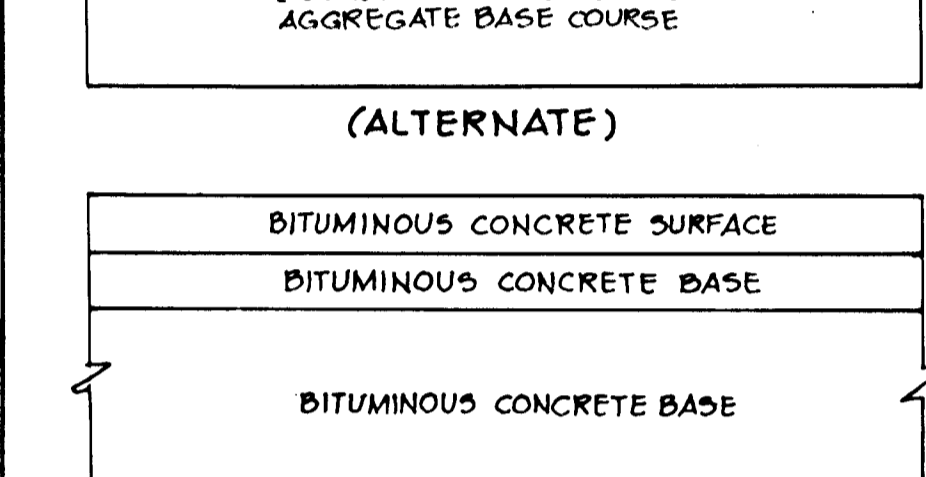 AGGREGATE BASE COURSE
(ALTERNATE)
BITUMINOUS CONCRETE SURFACE
BITUMINOUS CONCRETE BASE
BITUMINOUS CONCRETE BASE